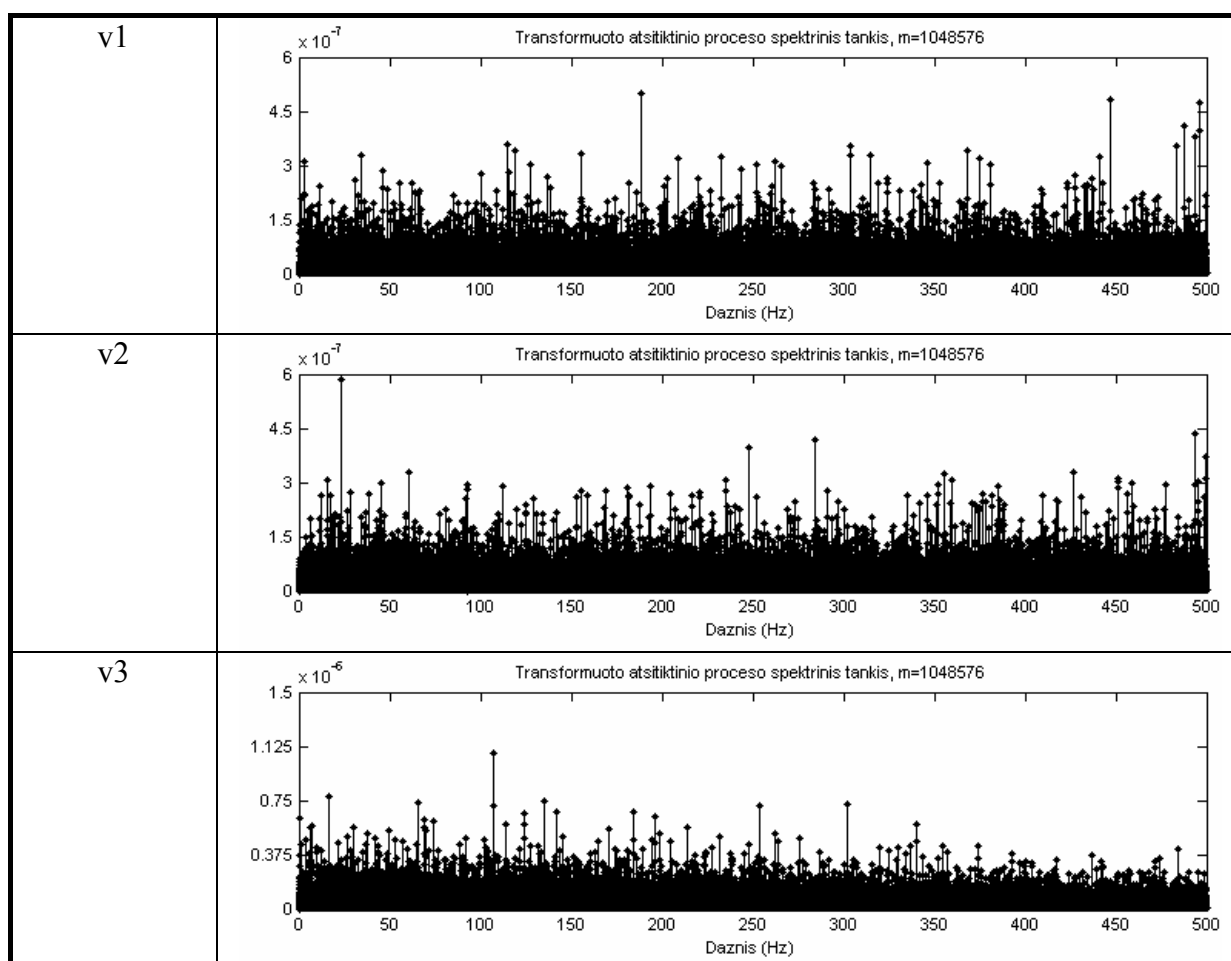 v1
× 10⁻⁷
Transformuoto atsitiktinio proceso spektrinis tankis, m=1048576
6
4.5
3
1.5
0
0 50 100 150 200 250 300 350 400 450 500
Daznis (Hz)
v2
× 10⁻⁷
Transformuoto atsitiktinio proceso spektrinis tankis, m=1048576
6
4.5
3
1.5
0
0 50 100 150 200 250 300 350 400 450 500
Daznis (Hz)
v3
× 10⁻⁶
Transformuoto atsitiktinio proceso spektrinis tankis, m=1048576
1.5
1.125
0.75
0.375
0
0 50 100 150 200 250 300 350 400 450 500
Daznis (Hz)